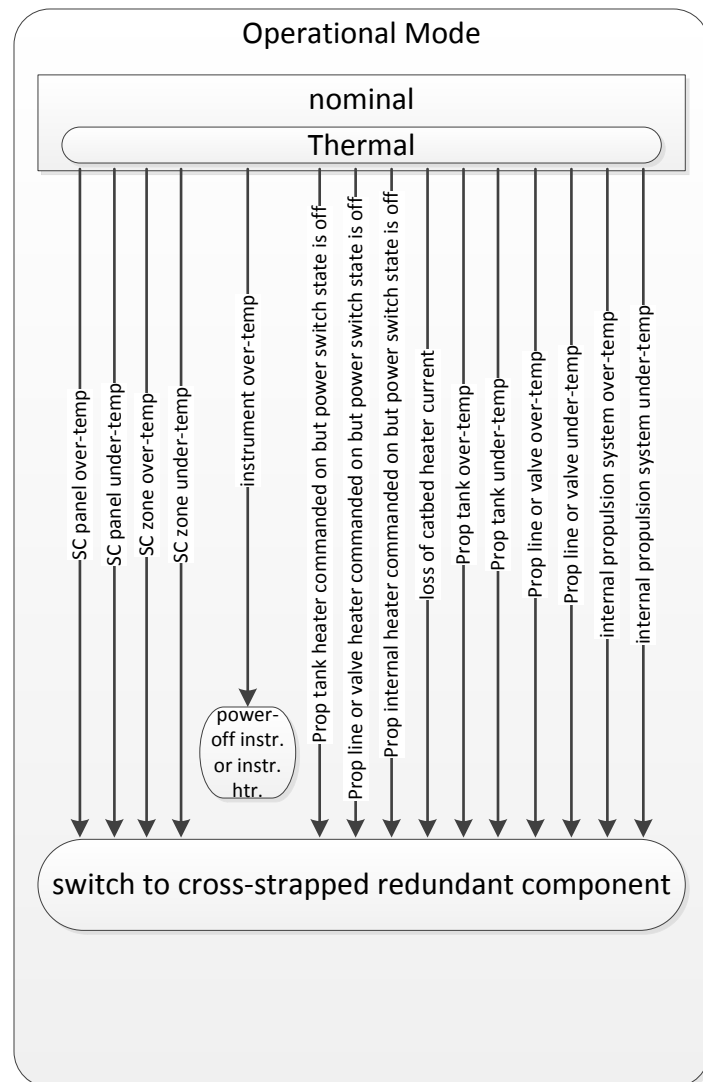 Operational Mode
nominal
Thermal
SC panel over-temp
SC panel under-temp
SC zone over-temp
SC zone under-temp
instrument over-temp
Prop tank heater commanded on but power switch state is off
Prop line or valve heater commanded on but power switch state is off
Prop internal heater commanded on but power switch state is off
loss of catbed heater current
Prop tank over-temp
Prop tank under-temp
Prop line or valve over-temp
Prop line or valve under-temp
internal propulsion system over-temp
internal propulsion system under-temp
power-
off instr.
or instr.
htr.
switch to cross-strapped redundant component